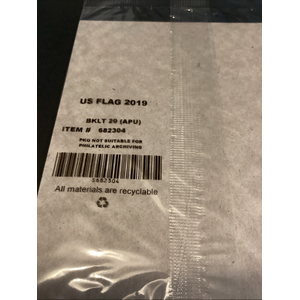 US FLAG 2019
BKLT 20 (APU)
ITEM # 682304
PKG NOT SUITABLE FOR
PHILATELIC ARCHIVING
682304
All materials are recyclable